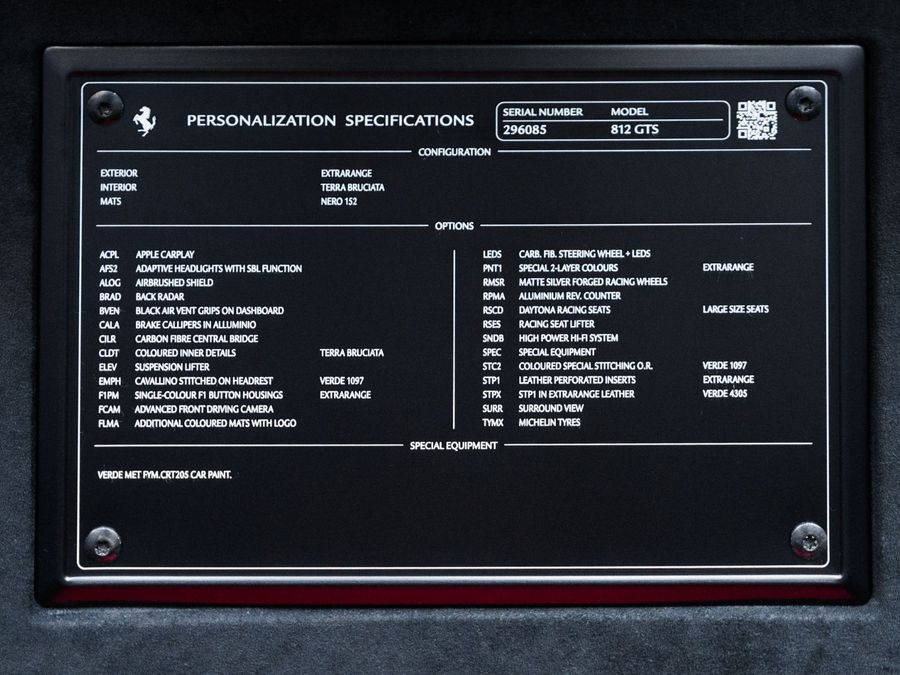 PERSONALIZATION SPECIFICATIONS
SERIAL NUMBER MODEL
296085 812 GTS
CONFIGURATION
EXTERIOR EXTRARANGE
INTERIOR TERRA BRUCIATA
MATS NERO 152
OPTIONS
ACPL APPLE CARPLAY
AFS2 ADAPTIVE HEADLIGHTS WITH SBL FUNCTION
ALOG AIRBRUSHED SHIELD
BRAD BACK RADAR
BVEN BLACK AIR VENT GRIPS ON DASHBOARD
CALA BRAKE CALLIPERS IN ALLUMINIO
CILR CARBON FIBRE CENTRAL BRIDGE
CLDT COLOURED INNER DETAILS TERRA BRUCIATA
ELEV SUSPENSION LIFTER
EMPH CAVALLINO STITCHED ON HEADREST VERDE 1097
F1PM SINGLE-COLOUR F1 BUTTON HOUSINGS EXTRARANGE
FCAM ADVANCED FRONT DRIVING CAMERA
FLMA ADDITIONAL COLOURED MATS WITH LOGO
LEDS CARB. FIB. STEERING WHEEL + LEDS
PNT1 SPECIAL 2-LAYER COLOURS EXTRARANGE
RMSR MATTE SILVER FORGED RACING WHEELS
RPMA ALUMINIUM REV. COUNTER
RSCD DAYTONA RACING SEATS LARGE SIZE SEATS
RSES RACING SEAT LIFTER
SNDB HIGH POWER HI-FI SYSTEM
SPEC SPECIAL EQUIPMENT
STC2 COLOURED SPECIAL STITCHING O.R. VERDE 1097
STP1 LEATHER PERFORATED INSERTS EXTRARANGE
STPX STP1 IN EXTRARANGE LEATHER VERDE 4305
SURR SURROUND VIEW
TYMX MICHELIN TYRES
SPECIAL EQUIPMENT
VERDE MET FYM.CRT205 CAR PAINT.